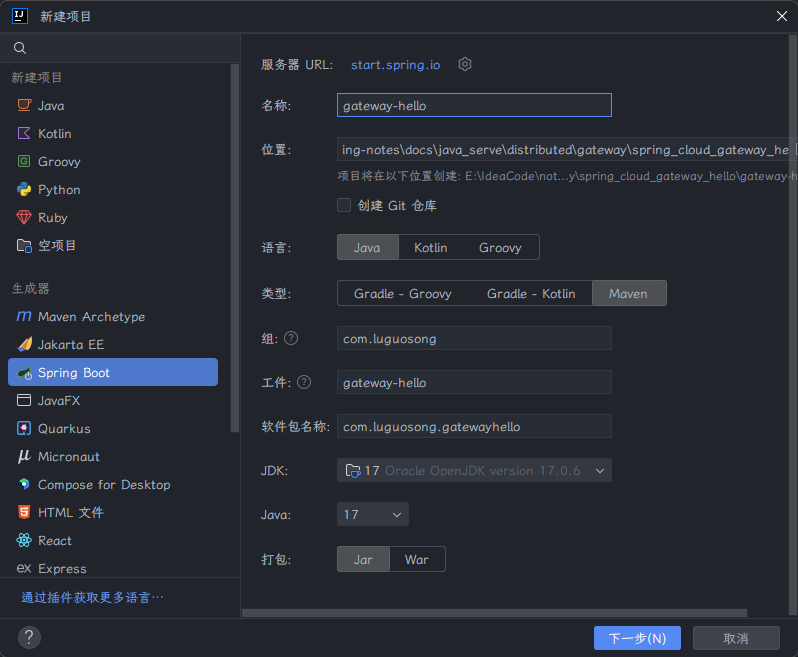 新建项目
新建项目
Java
Kotlin
Groovy
Python
Ruby
空项目
生成器
Maven Archetype
Jakarta EE
Spring Boot
JavaFX
Quarkus
Micronaut
Compose for Desktop
HTML 文件
React
ex Express
通过插件获取更多语言…
服务器 URL: start.spring.io
名称: gateway-hello
位置: ing-notes\docs\java_serve\distributed\gateway\spring_cloud_gateway_he
项目将在以下位置创建: E:\IdeaCode\not...y\spring_cloud_gateway_hello\gateway-h
创建 Git 仓库
语言: Java Kotlin Groovy
类型: Gradle - Groovy Gradle - Kotlin Maven
组: ? com.luguosong
工件: ? gateway-hello
软件包名称: com.luguosong.gatewayhello
JDK: 17 Oracle OpenJDK version 17.0.6
Java: 17
打包: Jar War
? 下一步(N) 取消